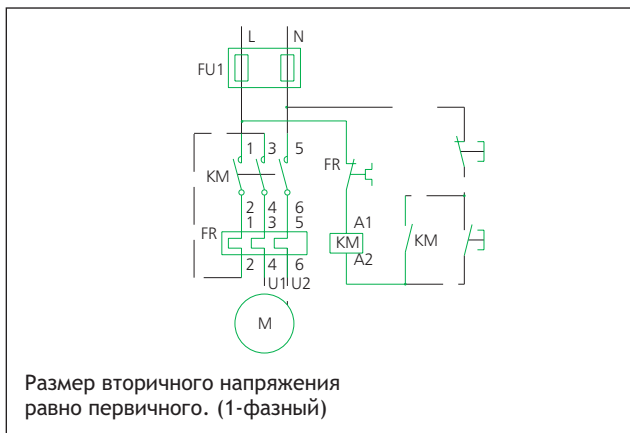 L N
FU1
1 3 5
KM
FR
2 4 6
1 3 5
FR
A1
KM
KM
A2
2 4 6
U1 U2
M
Размер вторичного напряжения
равно первичного. (1-фазный)